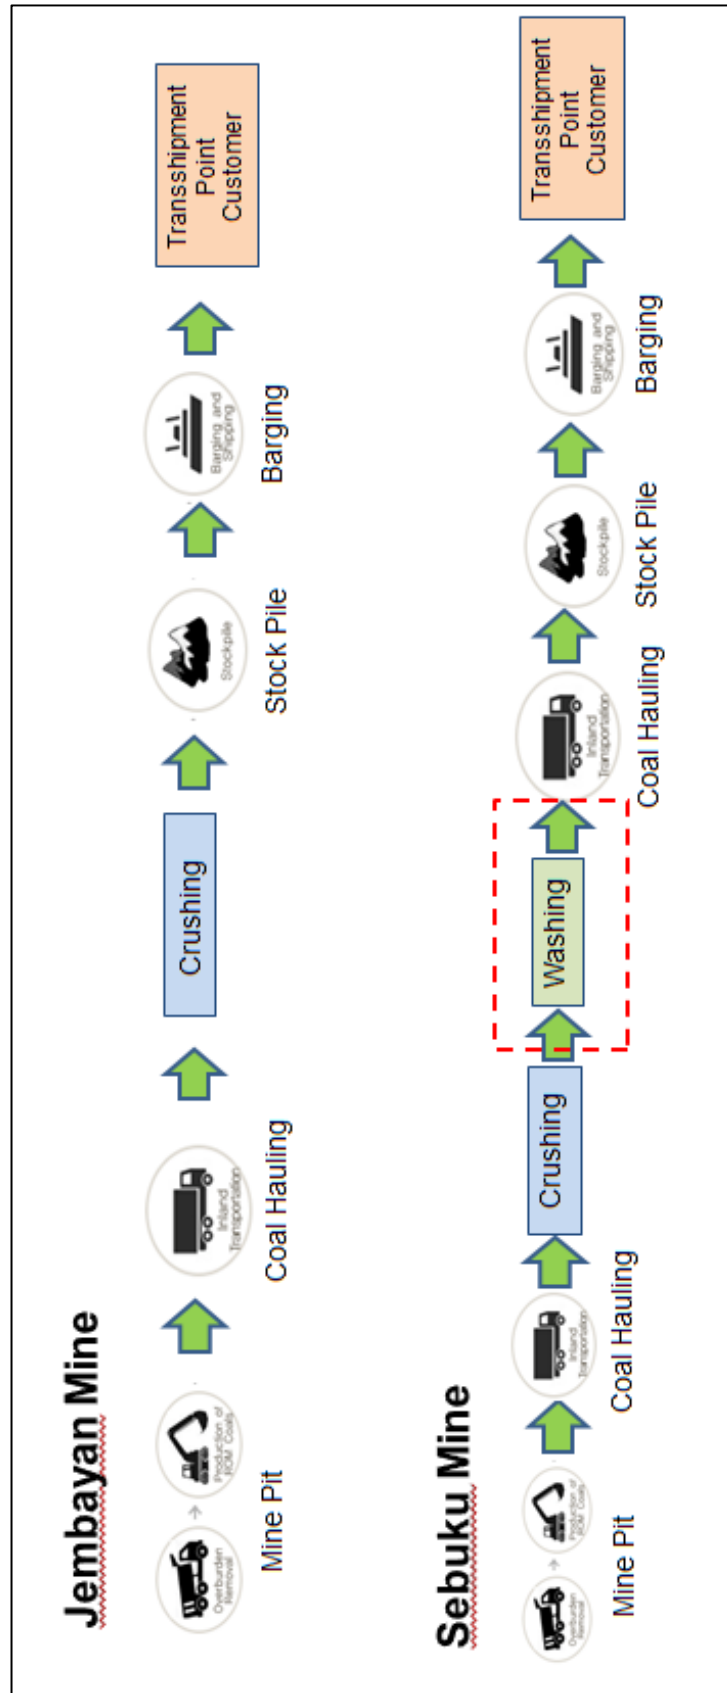 Jembayan Mine
Overburden
Removal
Production of
ROM Coals
Mine Pit
Inland
Transportation
Coal Hauling
Crushing
Stockpile
Stock Pile
Barging and
Shipping
Barging
Transshipment
Point
Customer
Sebuku Mine
Overburden
Removal
Production of
ROM Coals
Mine Pit
Inland
Transportation
Coal Hauling
Crushing
Washing
Inland
Transportation
Coal Hauling
Stockpile
Stock Pile
Barging and
Shipping
Barging
Transshipment
Point
Customer